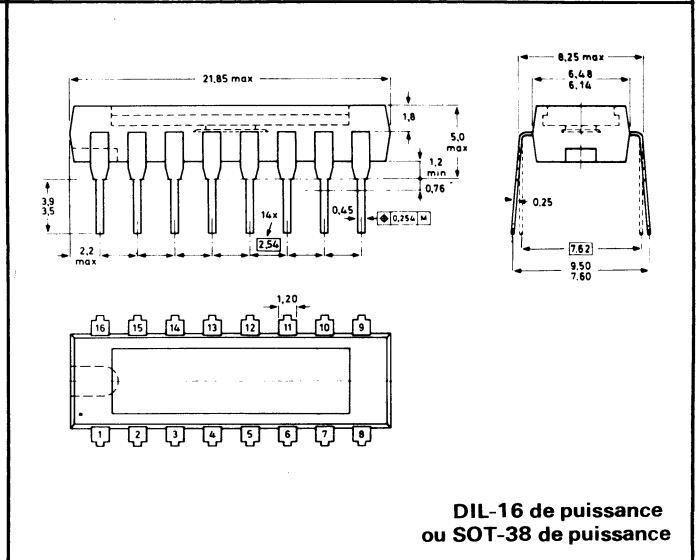 21,85 max
1,8
5,0
max
1,2
min
0,76
3,9
3,5
2,2
max
14x
2,54
0,45
0,254 M
8,25 max
6,48
6,14
0,25
7,62
9,50
7,60
1,20
16 15 14 13 12 11 10 9
1 2 3 4 5 6 7 8
DIL-16 de puissance
ou SOT-38 de puissance